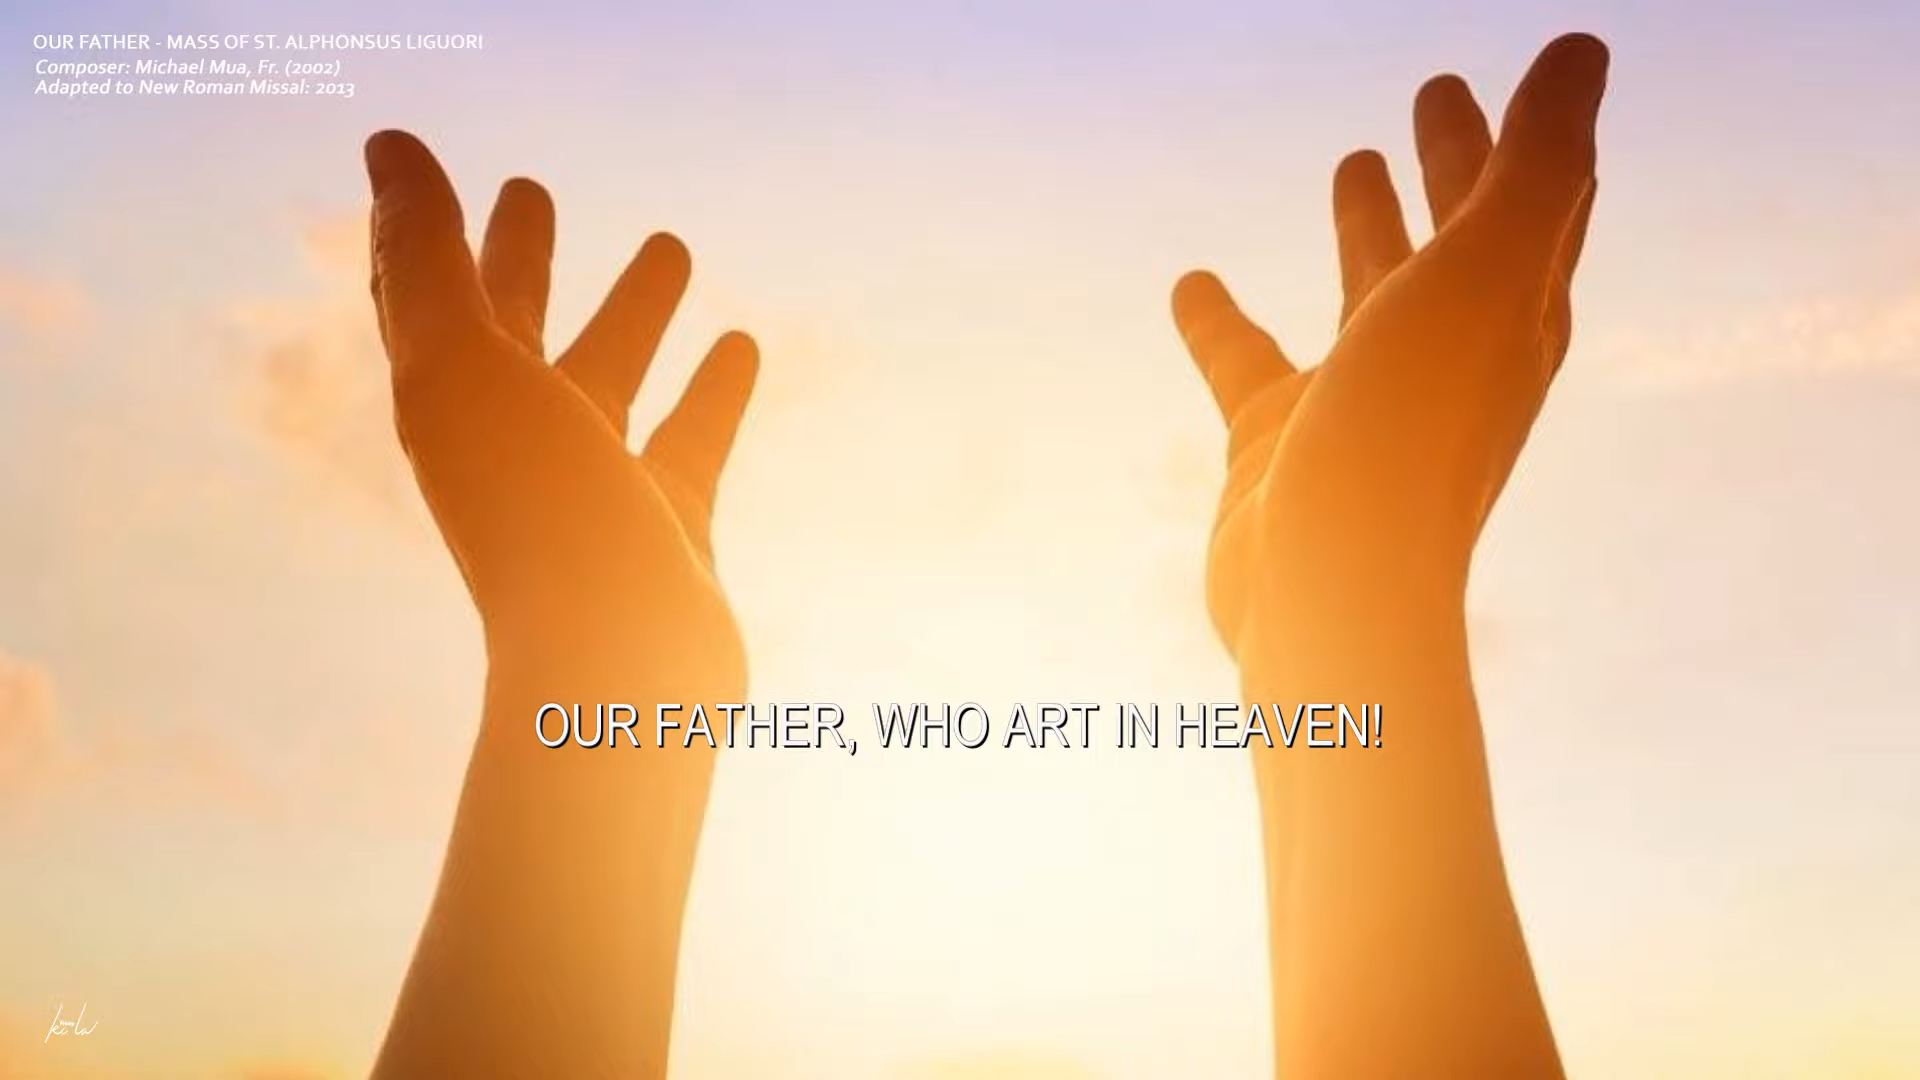 OUR FATHER - MASS OF ST. ALPHONSUS LIGUORI
Composer: Michael Mua, Fr. (2002)
Adapted to New Roman Missal: 2013
OUR FATHER, WHO ART IN HEAVEN!